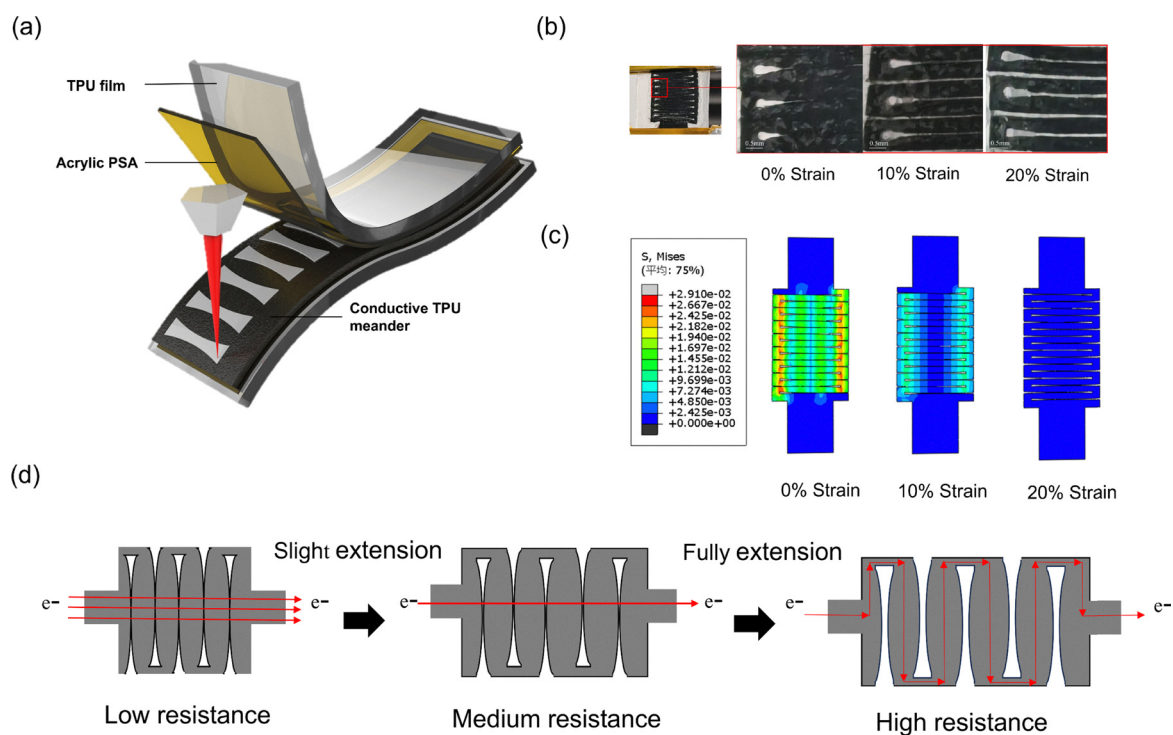 (a)
TPU film
Acrylic PSA
Conductive TPU
meander
(b)
0.5mm
0.5mm
0.5mm
0% Strain
10% Strain
20% Strain
(c)
S, Mises
(平均: 75%)
+2.910e-02
+2.667e-02
+2.425e-02
+2.182e-02
+1.940e-02
+1.697e-02
+1.455e-02
+1.212e-02
+9.699e-03
+7.274e-03
+4.850e-03
+2.425e-03
+0.000e+00
0% Strain
10% Strain
20% Strain
(d)
e-
e-
Low resistance
Slight extension
e-
e-
Medium resistance
Fully extension
e-
e-
High resistance